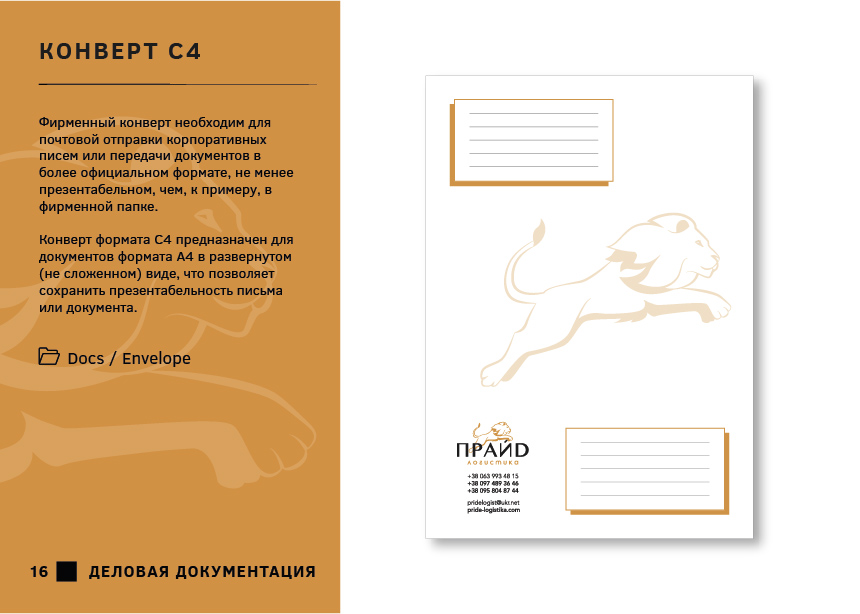 КОНВЕРТ С4
Фирменный конверт необходим для
почтовой отправки корпоративных
писем или передачи документов в
более официальном формате, не менее
презентабельном, чем, к примеру, в
фирменной папке.
Конверт формата С4 предназначен для
документов формата А4 в развернутом
(не сложенном) виде, что позволяет
сохранить презентабельность письма
или документа.
Docs / Envelope
16 ДЕЛОВАЯ ДОКУМЕНТАЦИЯ
ПРАЙD
логистика
+38 063 993 48 15
+38 097 489 36 46
+38 095 804 87 44
pridelogist@ukr.net
pride-logistika.com